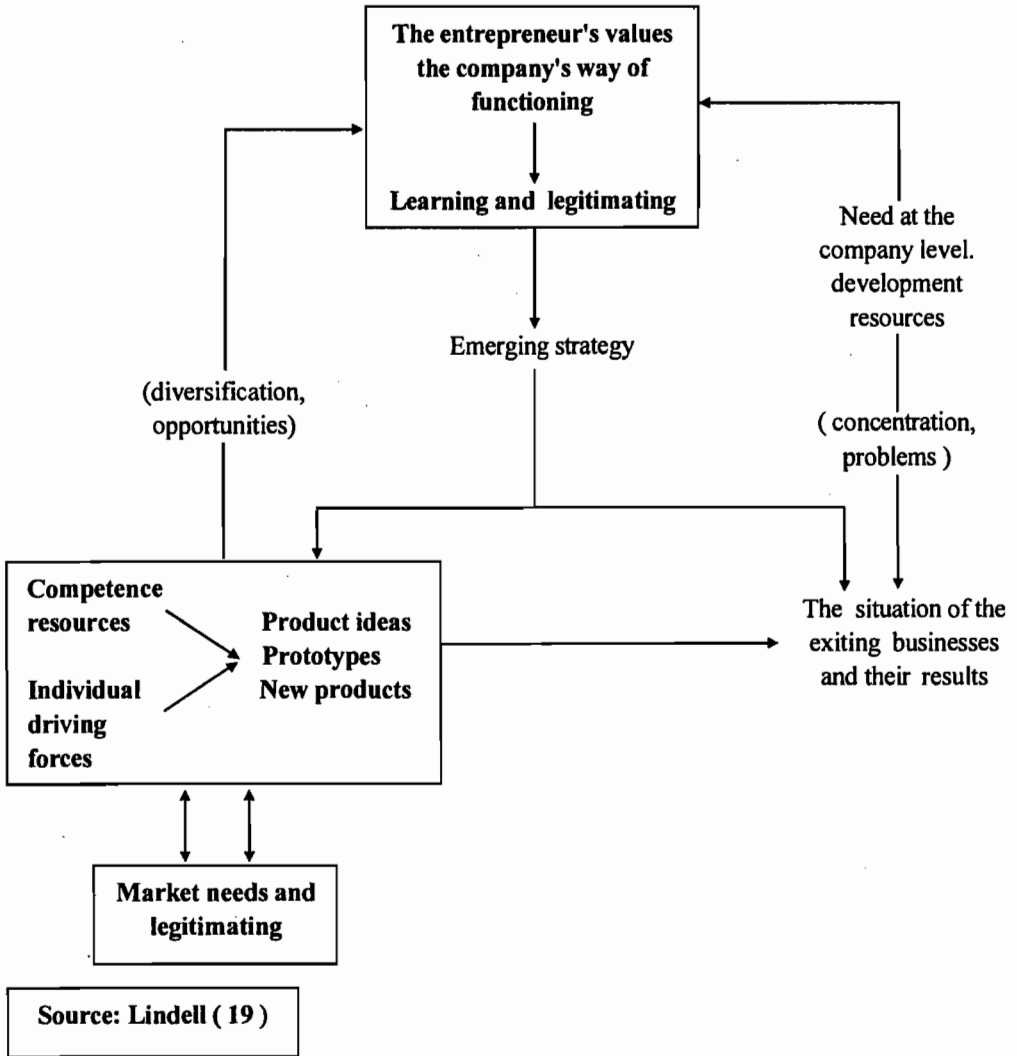 The entrepreneur's values
the company's way of
functioning
Learning and legitimating
Need at the
company level.
development
resources
Emerging strategy
(diversification,
opportunities)
( concentration,
problems )
Competence
resources
Individual
driving
forces
Product ideas
Prototypes
New products
The situation of the
exiting businesses
and their results
Market needs and
legitimating
Source: Lindell ( 19 )